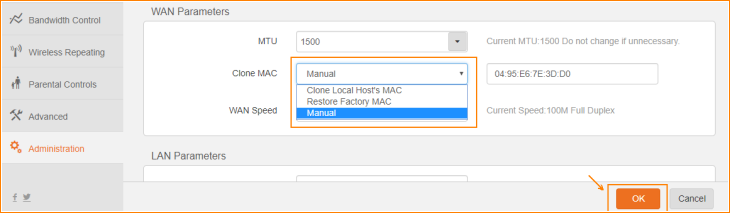 Bandwidth Control
Wireless Repeating
Parental Controls
Advanced
Administration
WAN Parameters
MTU 1500 Current MTU:1500 Do not change if unnecessary.
Clone MAC Manual 04:95:E6:7E:3D:D0
Clone Local Host's MAC
Restore Factory MAC
WAN Speed Manual Current Speed:100M Full Duplex
LAN Parameters
OK Cancel